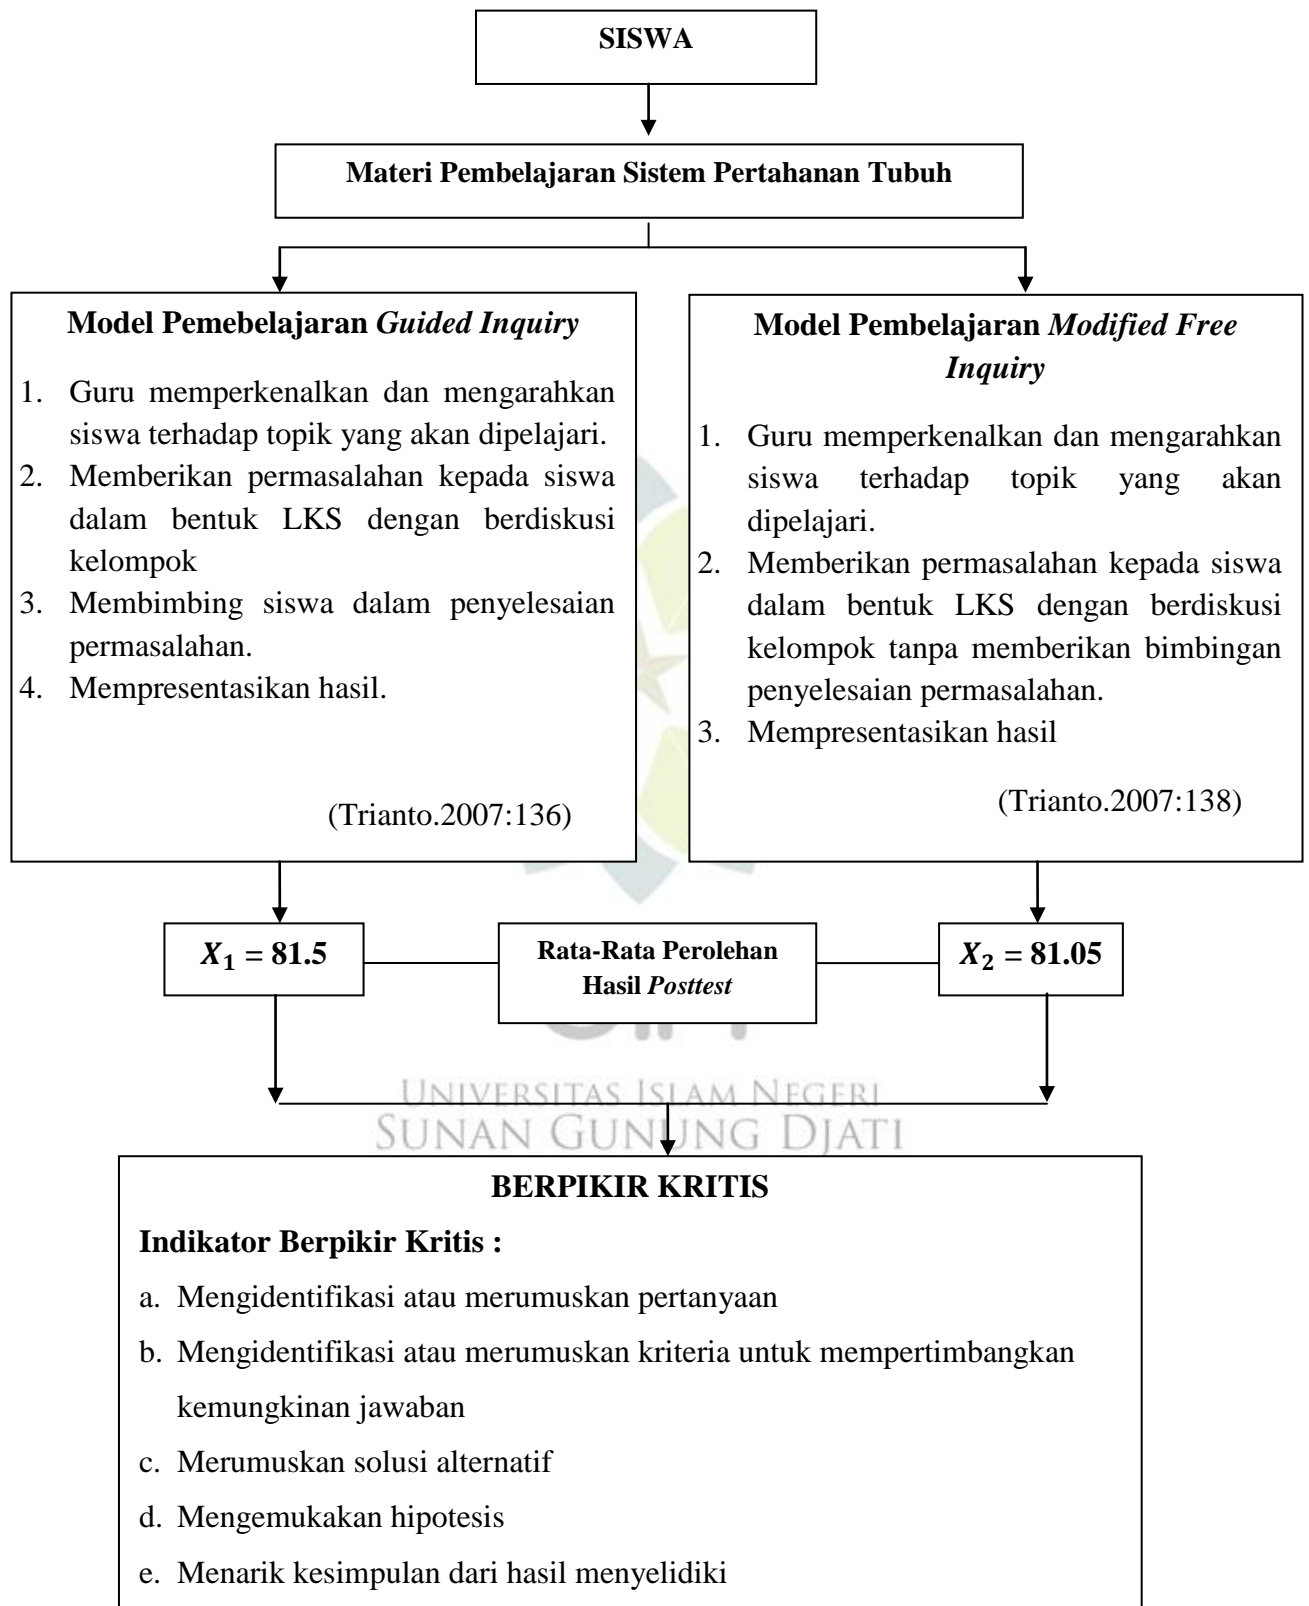 SISWA
Materi Pembelajaran Sistem Pertahanan Tubuh
Model Pemebelajaran Guided Inquiry
1. Guru memperkenalkan dan mengarahkan
siswa terhadap topik yang akan dipelajari.
2. Memberikan permasalahan kepada siswa
dalam bentuk LKS dengan berdiskusi
kelompok
3. Membimbing siswa dalam penyelesaian
permasalahan.
4. Mempresentasikan hasil.
(Trianto.2007:136)
Model Pembelajaran Modified Free
Inquiry
1. Guru memperkenalkan dan mengarahkan
siswa terhadap topik yang akan
dipelajari.
2. Memberikan permasalahan kepada siswa
dalam bentuk LKS dengan berdiskusi
kelompok tanpa memberikan bimbingan
penyelesaian permasalahan.
3. Mempresentasikan hasil
(Trianto.2007:138)
X₁ = 81.5
Rata-Rata Perolehan
Hasil Posttest
X₂ = 81.05
UNIVERSITAS ISLAM NEGERI
SUNAN GUNUNG DJATI
BERPIKIR KRITIS
Indikator Berpikir Kritis :
a. Mengidentifikasi atau merumuskan pertanyaan
b. Mengidentifikasi atau merumuskan kriteria untuk mempertimbangkan
kemungkinan jawaban
c. Merumuskan solusi alternatif
d. Mengemukakan hipotesis
e. Menarik kesimpulan dari hasil menyelidiki